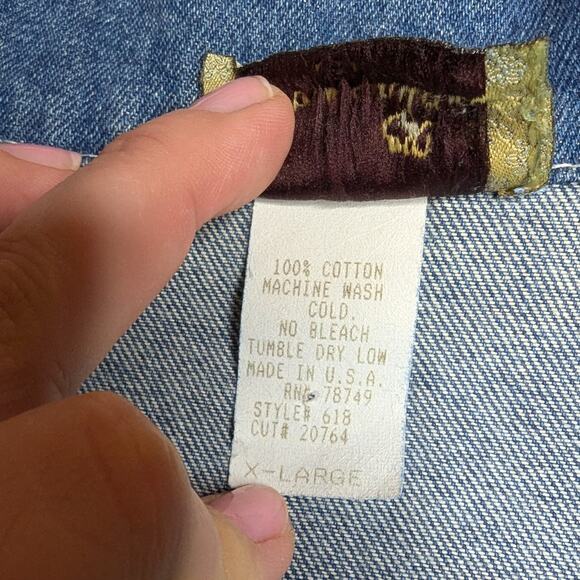 100% COTTON
MACHINE WASH
COLD.
NO BLEACH
TUMBLE DRY LOW
MADE IN U.S.A.
RN# 78749
STYLE# 618
CUT# 20764
X-LARGE